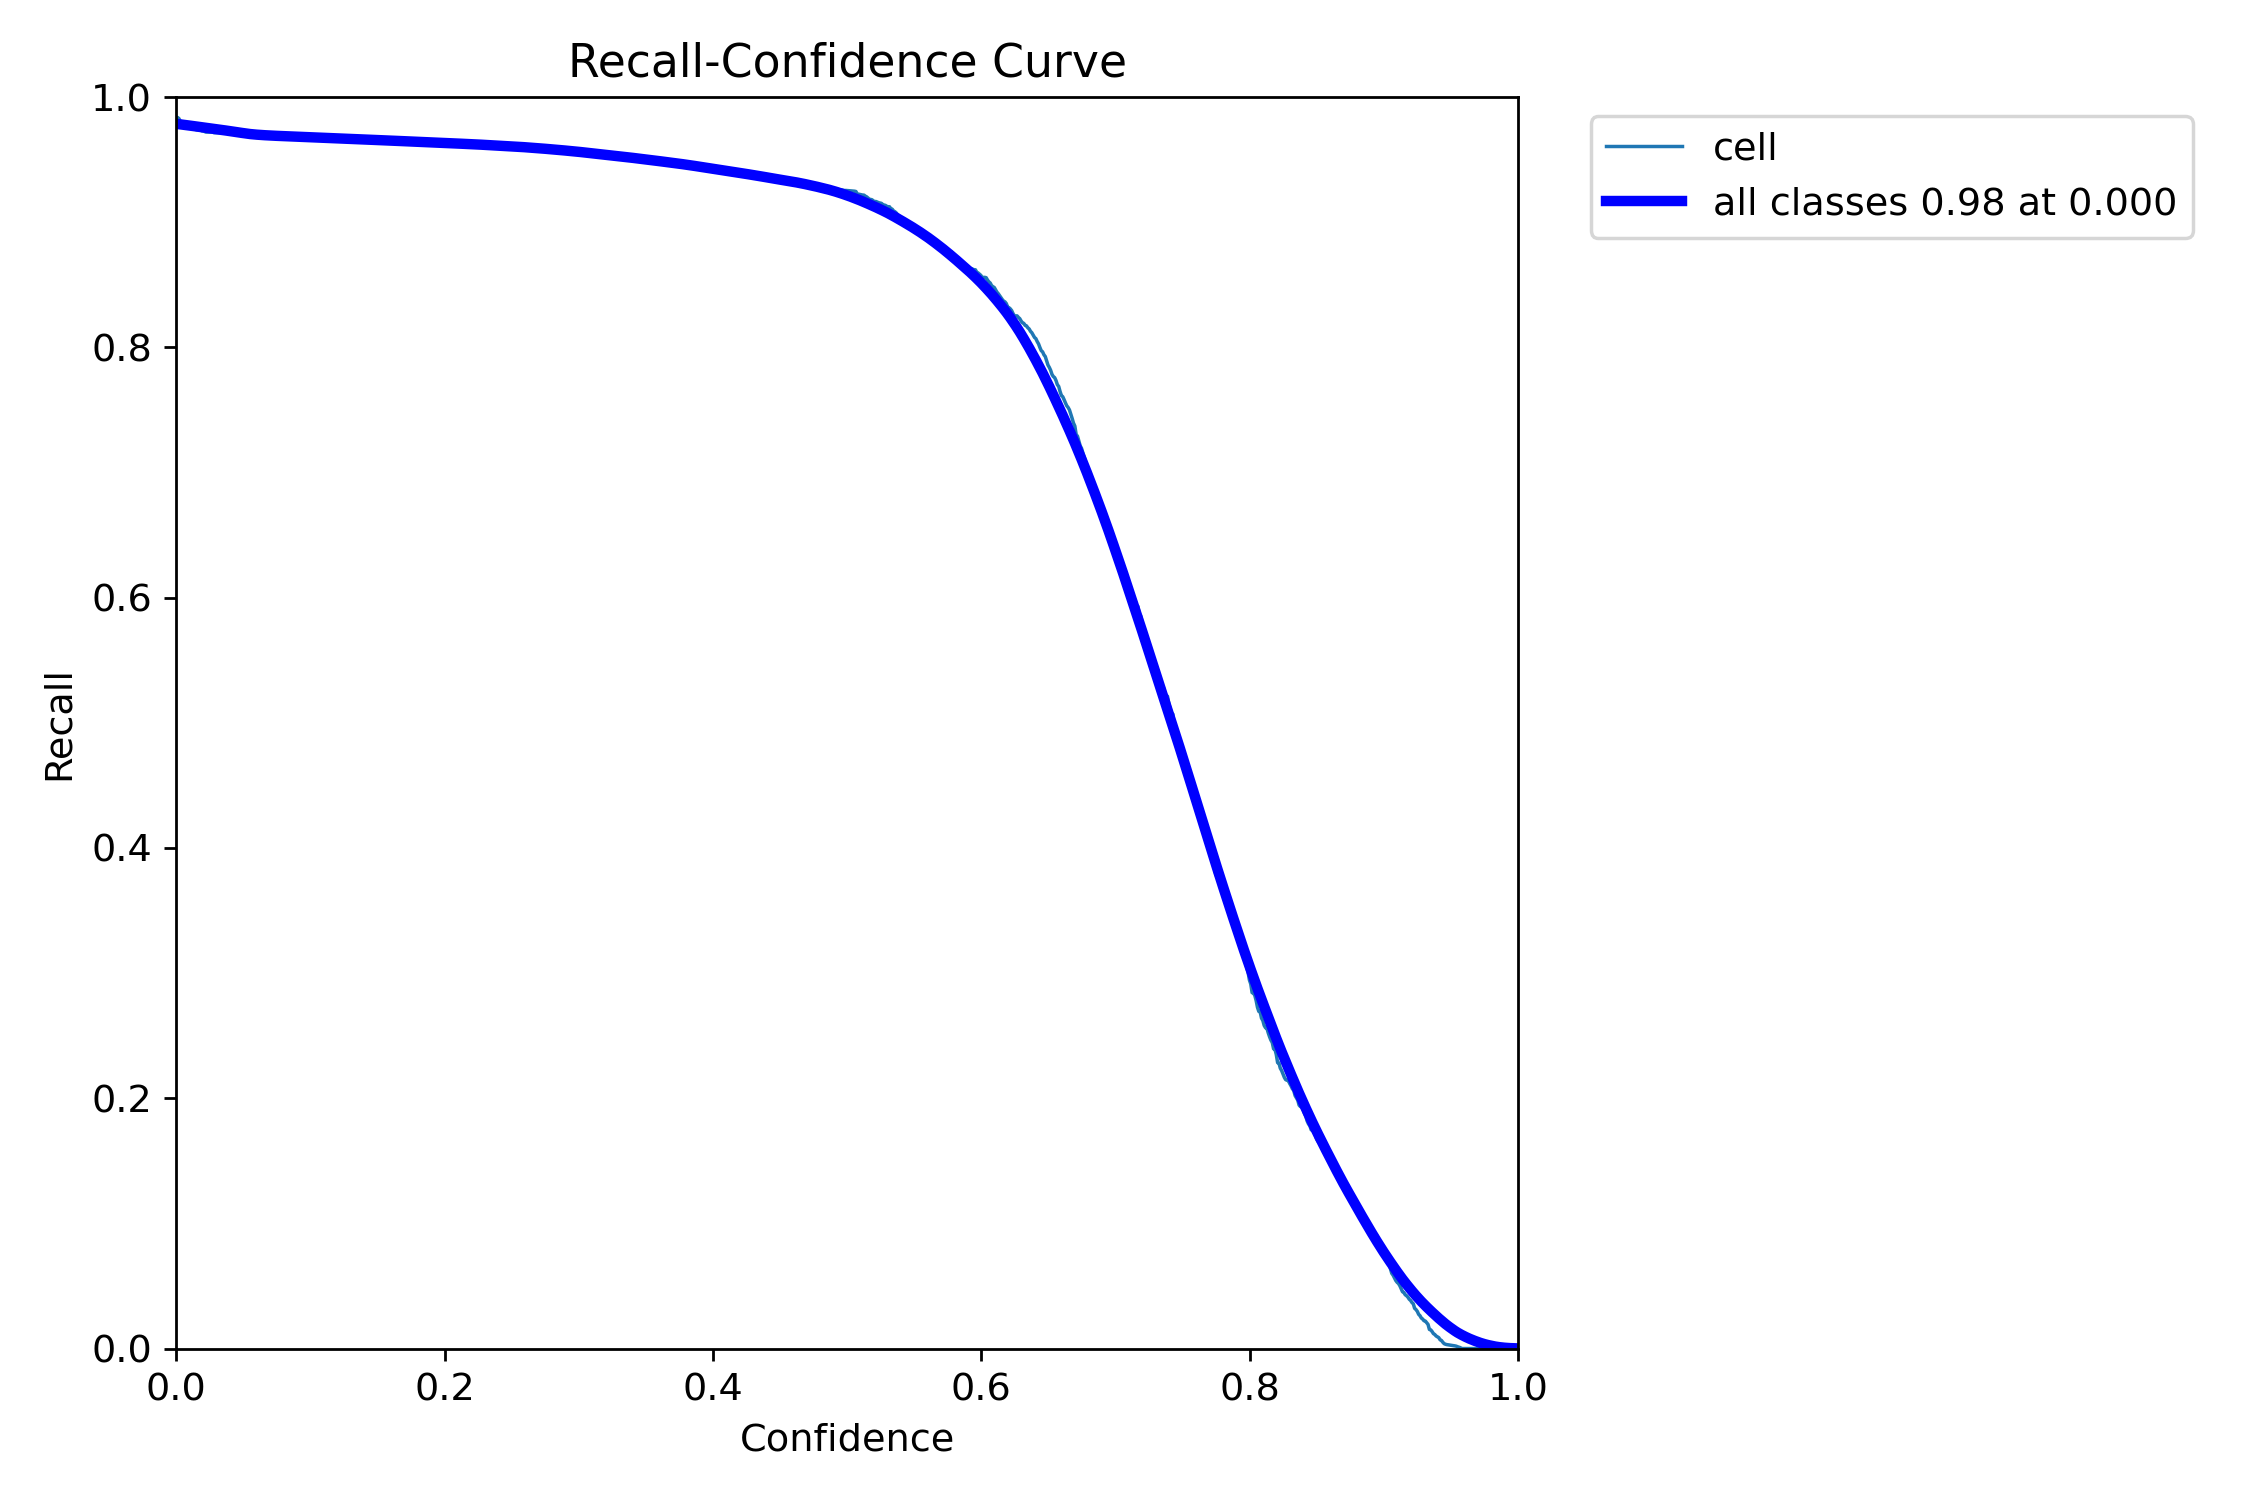 Recall-Confidence Curve
1.0
0.8
0.6
0.4
0.2
0.0
Recall
0.0 0.2 0.4 0.6 0.8 1.0
Confidence
cell
all classes 0.98 at 0.000